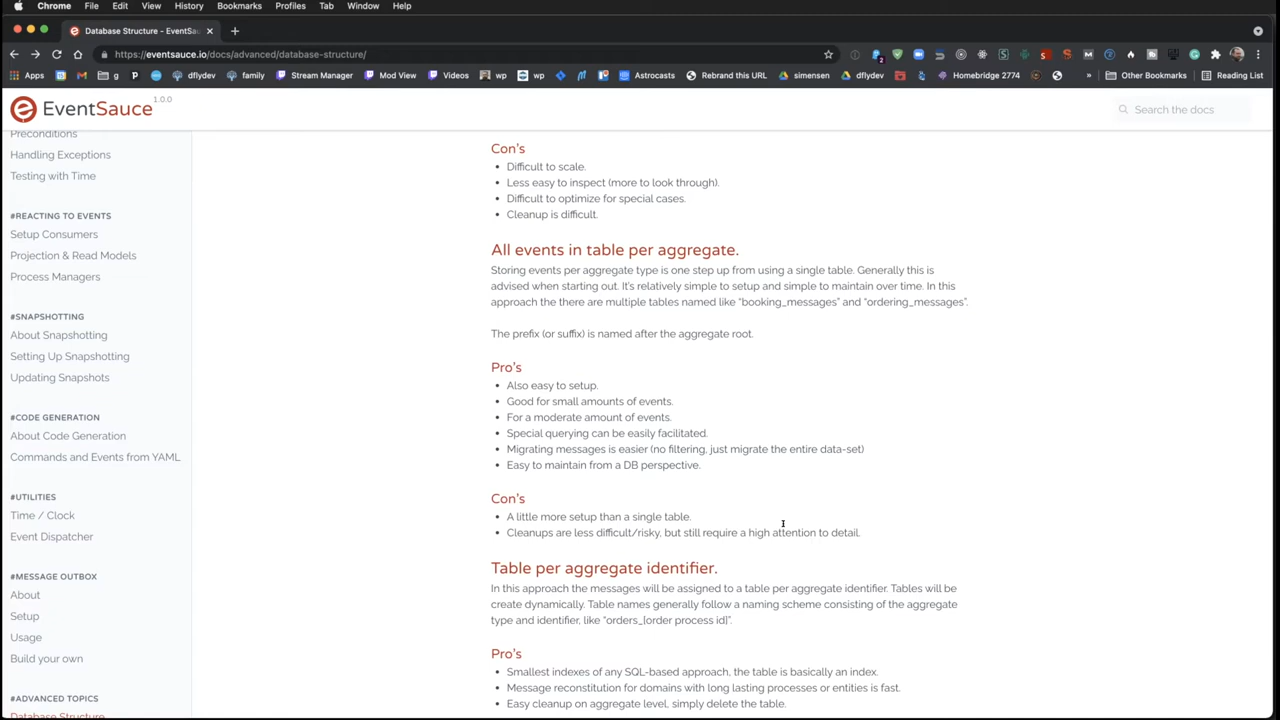 Chrome File Edit View History Bookmarks Profiles Tab Window Help
Database Structure - EventSau
https://eventsauce.io/docs/advanced/database-structure/
Apps g dflydev family Stream Manager Mod View Videos wp wp Astrocasts Rebrand this URL simensen dflydev Homebridge 2774 » Other Bookmarks Reading List
EventSauce 1.0.0
Search the docs
Preconditions
Handling Exceptions
Testing with Time
#REACTING TO EVENTS
Setup Consumers
Projection & Read Models
Process Managers
#SNAPSHOTTING
About Snapshotting
Setting Up Snapshotting
Updating Snapshots
#CODE GENERATION
About Code Generation
Commands and Events from YAML
#UTILITIES
Time / Clock
Event Dispatcher
#MESSAGE OUTBOX
About
Setup
Usage
Build your own
#ADVANCED TOPICS
Database Structure
Con's
• Difficult to scale.
• Less easy to inspect (more to look through).
• Difficult to optimize for special cases.
• Cleanup is difficult.
All events in table per aggregate.
Storing events per aggregate type is one step up from using a single table. Generally this is
advised when starting out. It's relatively simple to setup and simple to maintain over time. In this
approach the there are multiple tables named like "booking_messages" and "ordering_messages".
The prefix (or suffix) is named after the aggregate root.
Pro's
• Also easy to setup.
• Good for small amounts of events.
• For a moderate amount of events.
• Special querying can be easily facilitated.
• Migrating messages is easier (no filtering, just migrate the entire data-set)
• Easy to maintain from a DB perspective.
Con's
• A little more setup than a single table.
• Cleanups are less difficult/risky, but still require a high attention to detail.
Table per aggregate identifier.
In this approach the messages will be assigned to a table per aggregate identifier. Tables will be
create dynamically. Table names generally follow a naming scheme consisting of the aggregate
type and identifier, like "orders_[order process id]".
Pro's
• Smallest indexes of any SQL-based approach, the table is basically an index.
• Message reconstitution for domains with long lasting processes or entities is fast.
• Easy cleanup on aggregate level, simply delete the table.